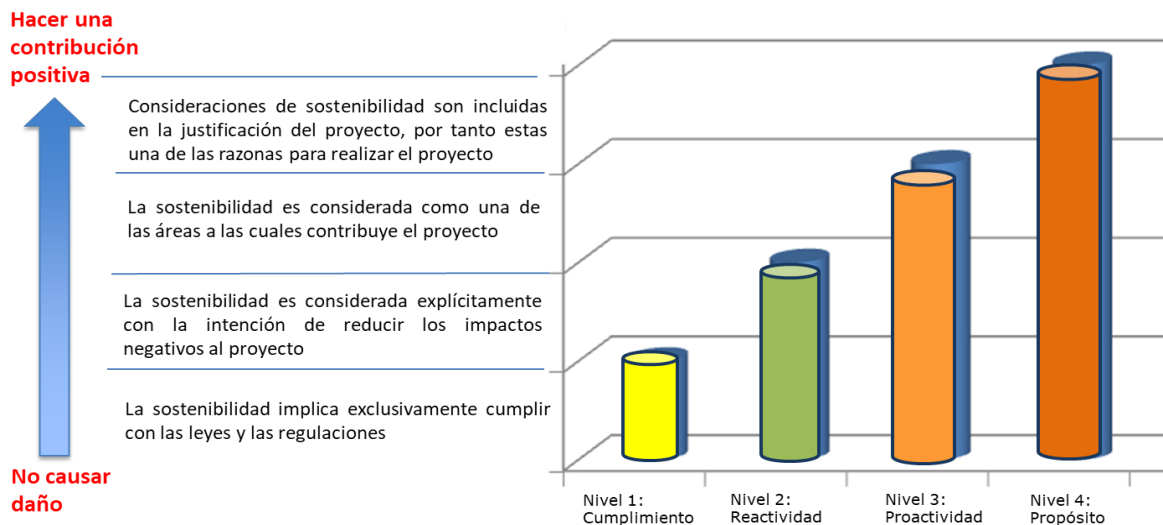 Hacer una
contribución
positiva
Consideraciones de sostenibilidad son incluidas
en la justificación del proyecto, por tanto estas
una de las razonas para realizar el proyecto
La sostenibilidad es considerada como una de
las áreas a las cuales contribuye el proyecto
La sostenibilidad es considerada explícitamente
con la intención de reducir los impactos
negativos al proyecto
La sostenibilidad implica exclusivamente cumplir
con las leyes y las regulaciones
No causar
daño
Nivel 1:
Cumplimiento
Nivel 2:
Reactividad
Nivel 3:
Proactividad
Nivel 4:
Propósito